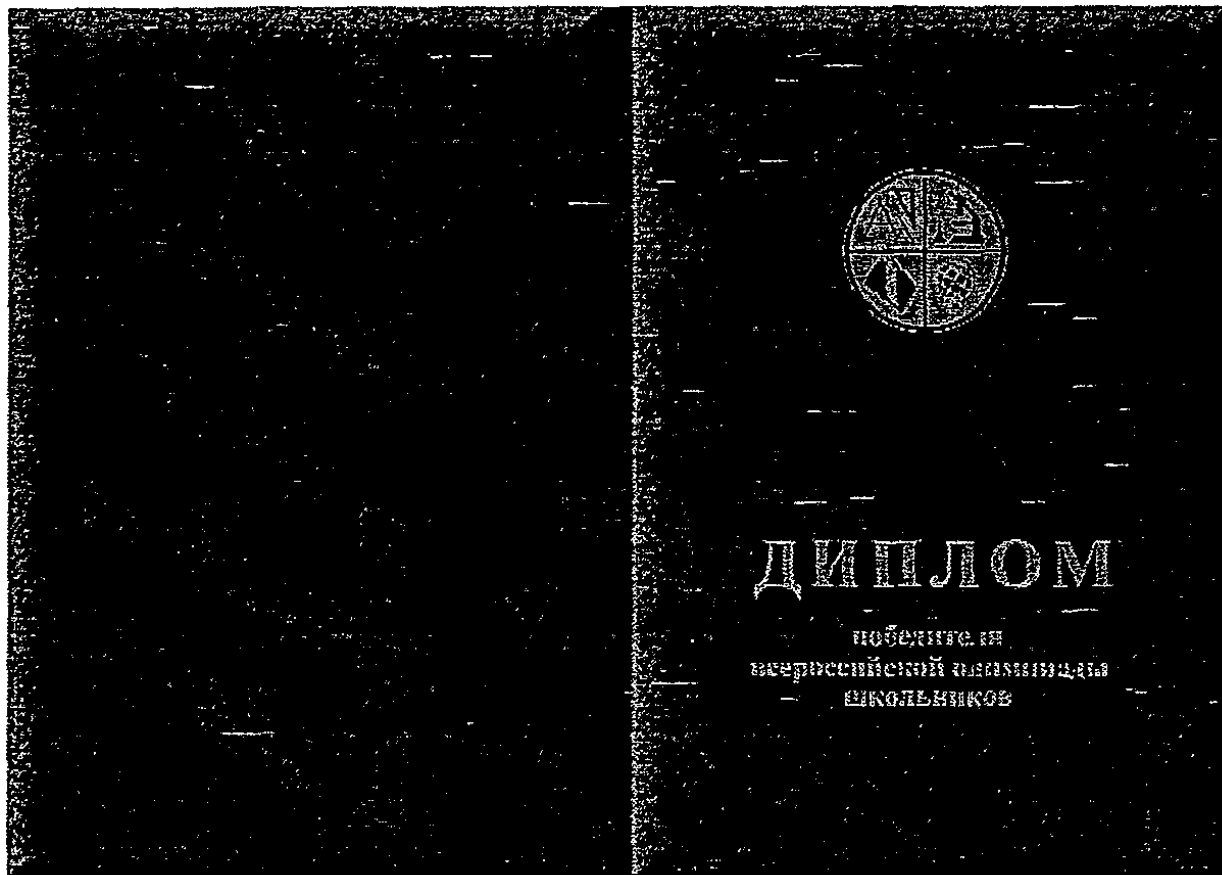 ДИПЛОМ
победителя
всероссийской олимпиады
школьников